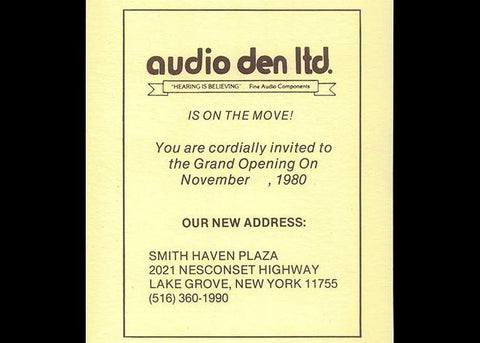 audio den ltd.
"HEARING IS BELIEVING" Fine Audio Components
IS ON THE MOVE!
You are cordially invited to
the Grand Opening On
November , 1980
OUR NEW ADDRESS:
SMITH HAVEN PLAZA
2021 NESCONSET HIGHWAY
LAKE GROVE, NEW YORK 11755
(516) 360-1990